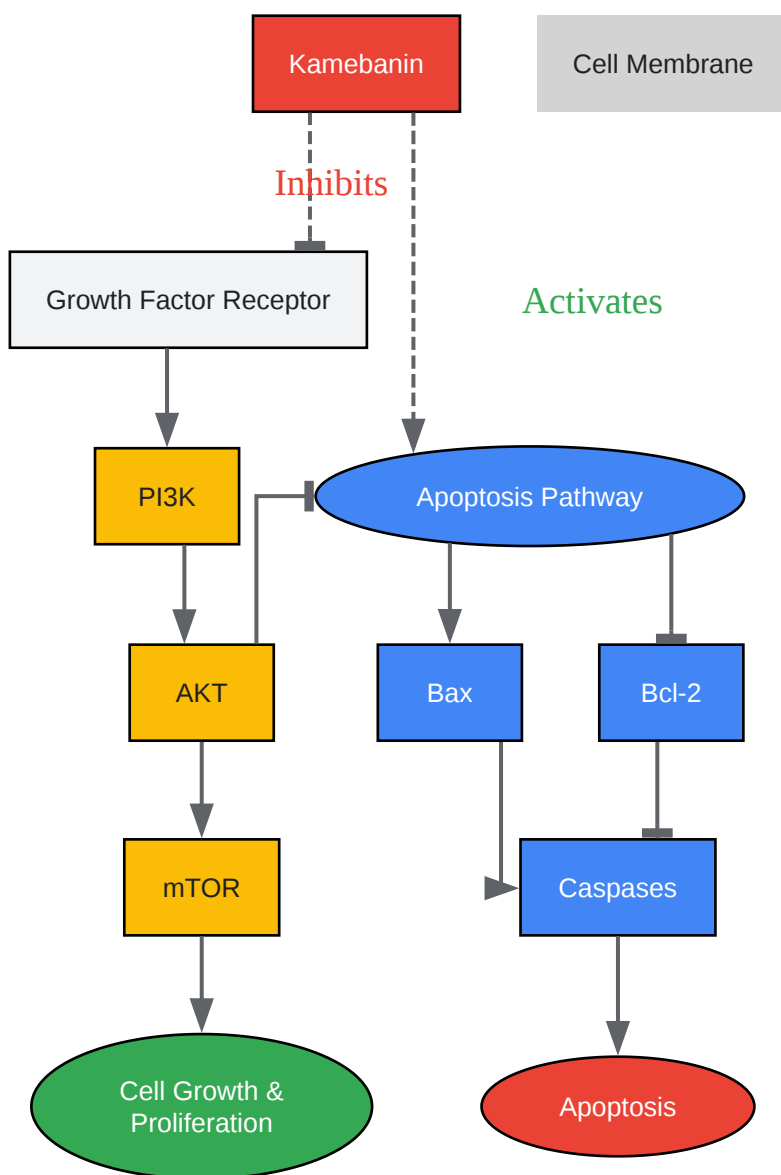 Kamebanin
Cell Membrane
Inhibits
Growth Factor Receptor
Activates
PI3K
Apoptosis Pathway
AKT
Bax
Bcl-2
mTOR
Caspases
Cell Growth &
Proliferation
Apoptosis